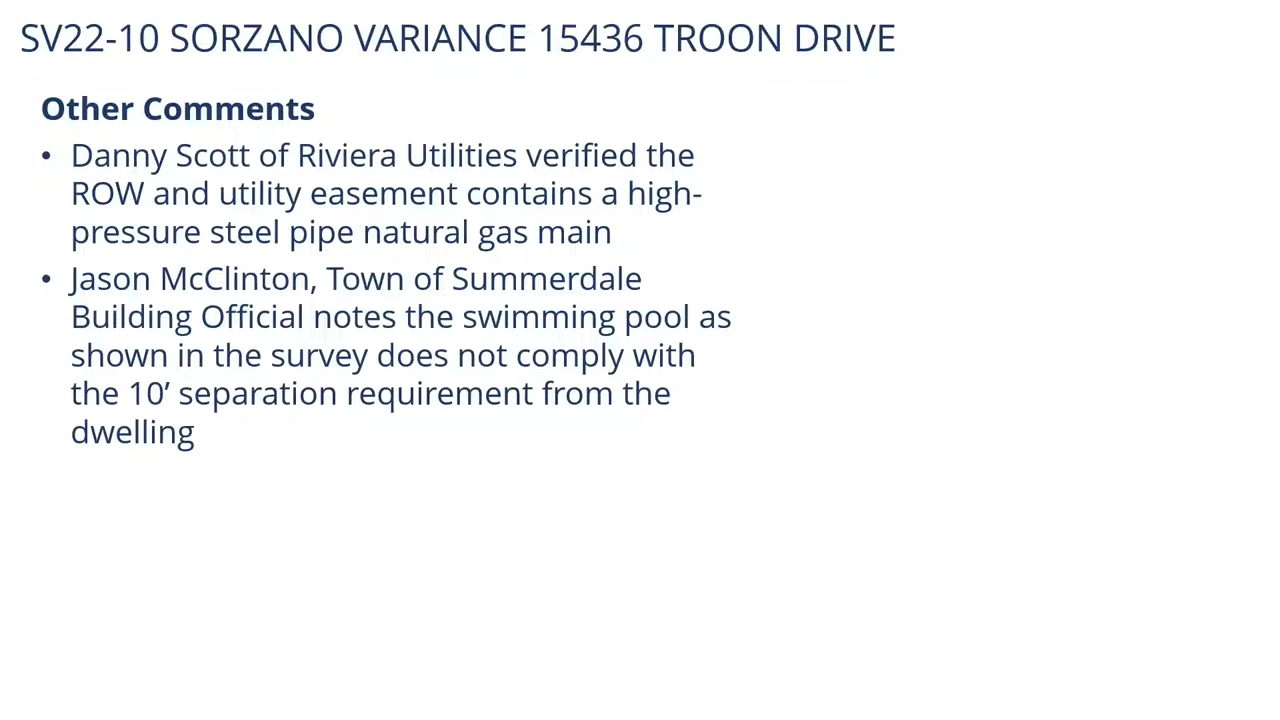 SV22-10 SORZANO VARIANCE 15436 TROON DRIVE
Other Comments
• Danny Scott of Riviera Utilities verified the
ROW and utility easement contains a high-
pressure steel pipe natural gas main
• Jason McClinton, Town of Summerdale
Building Official notes the swimming pool as
shown in the survey does not comply with
the 10’ separation requirement from the
dwelling